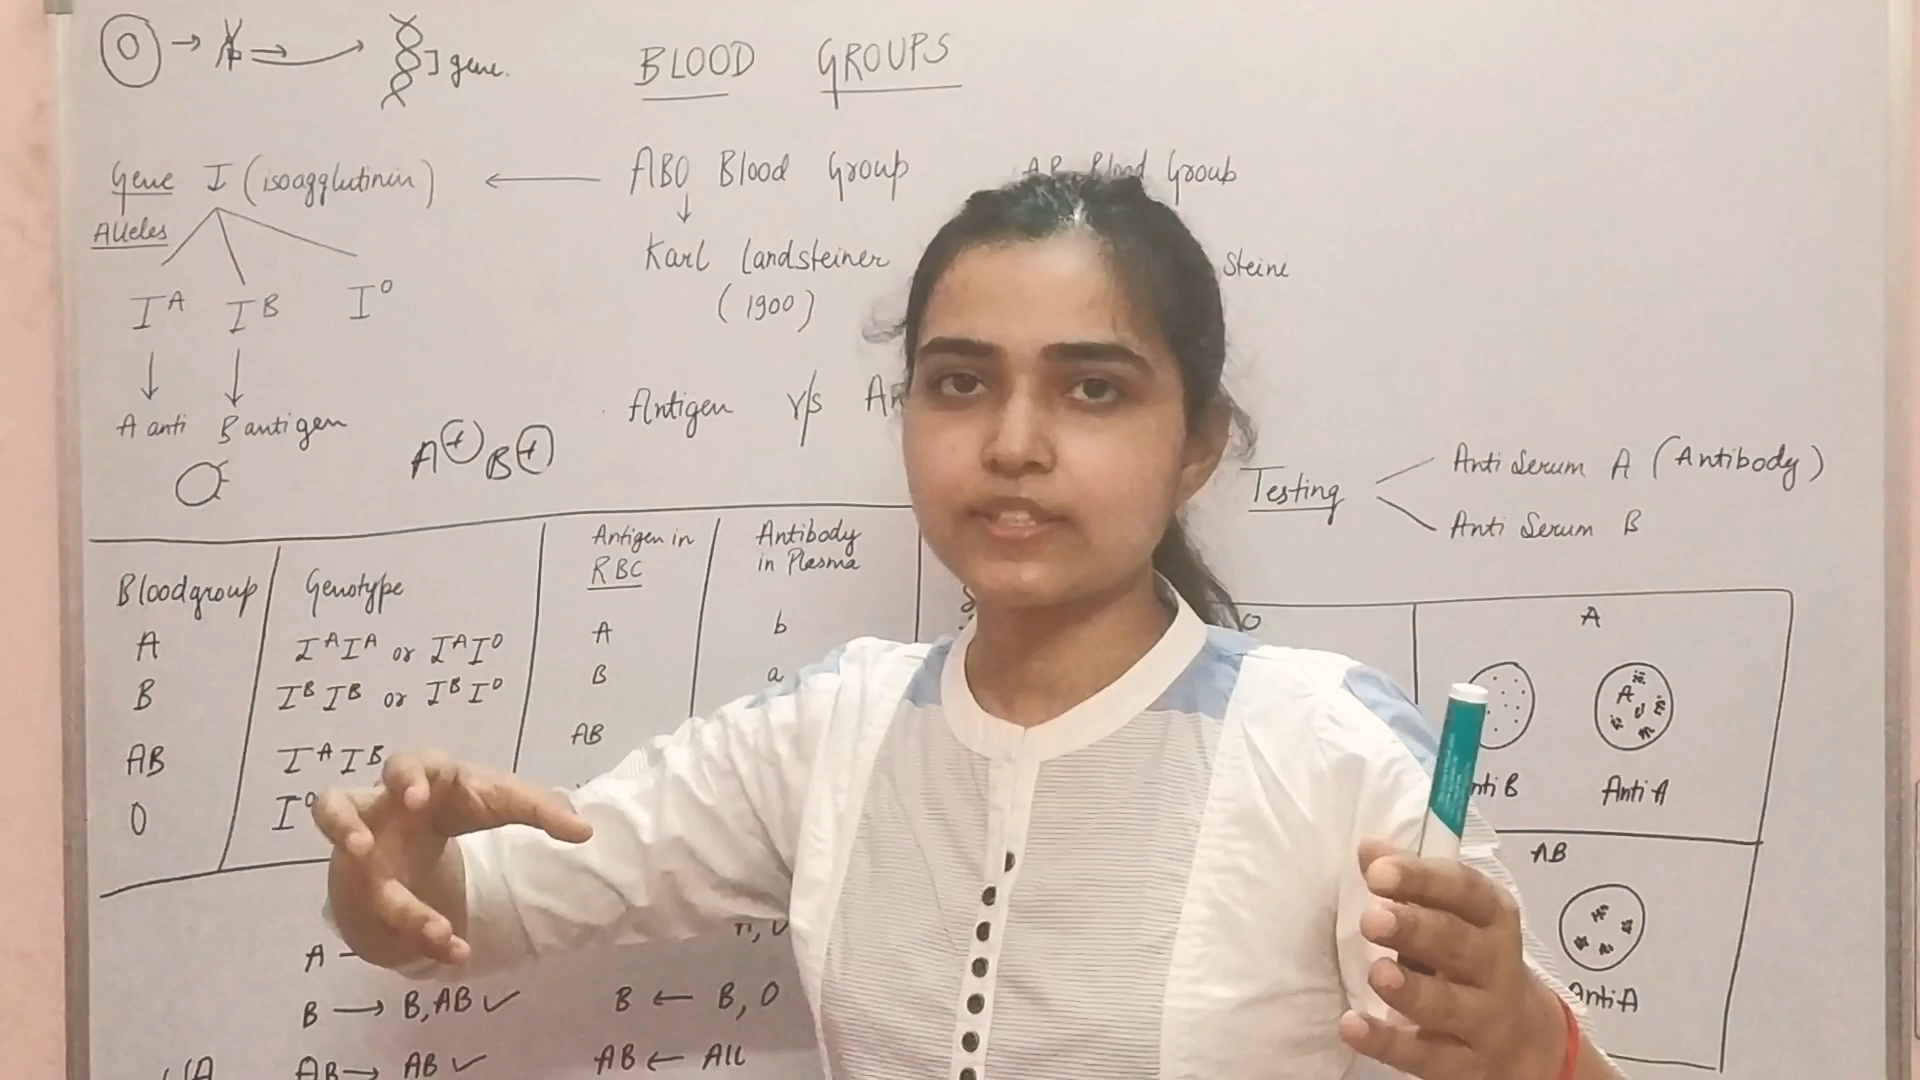 ] gene.
BLOOD GROUPS
Gene I (isoagglutinin) ← ABO Blood Group
Blood Group
Alleles
I^A I^B I^O
Karl Landsteiner
(1900)
Steine
A anti B antigen
A(+) B(+)
Antigen v/s
Testing
Anti Serum A (Antibody)
Anti Serum B
Bloodgroup Genotype Antigen in RBC Antibody in Plasma
A I^A I^A or I^A I^O A b
B I^B I^B or I^B I^O B a
AB I^A I^B AB
O
O
A
A
Anti A
AB
Anti A
A
B → B, AB ✓
B ← B, O
AB → AB ✓
AB ← All